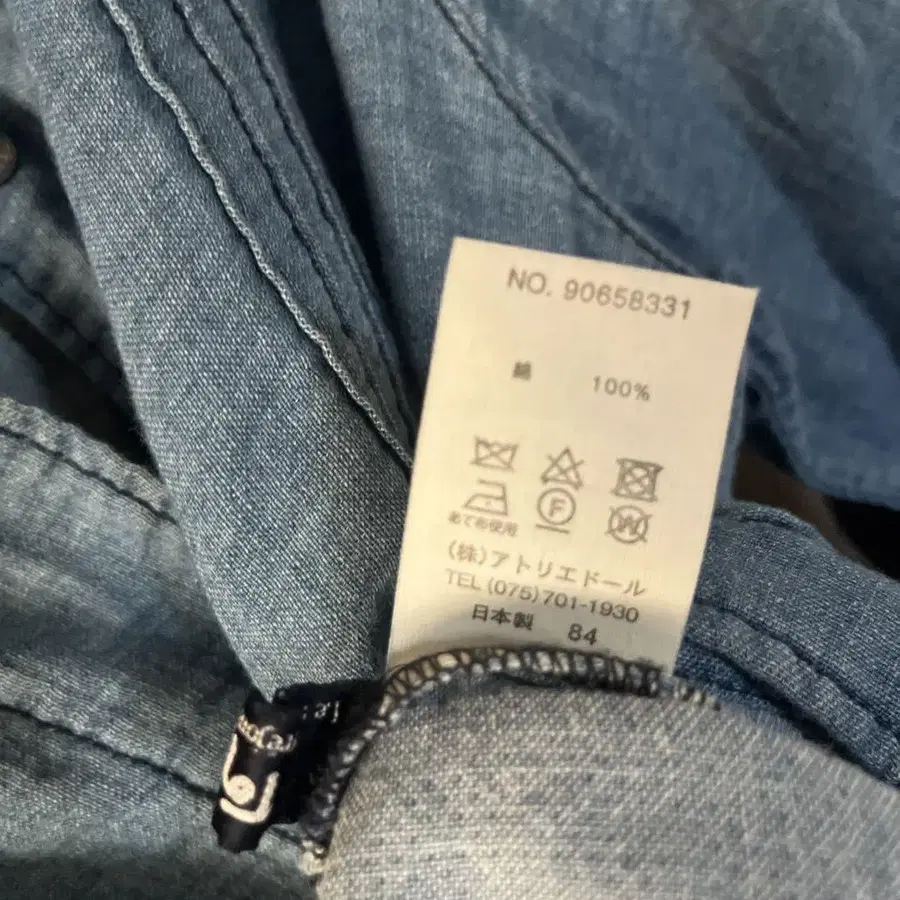 NO. 90658331
綿 100%
F
W
あて布使用
(株)アトリエドール
TEL (075)701-1930
日本製 84